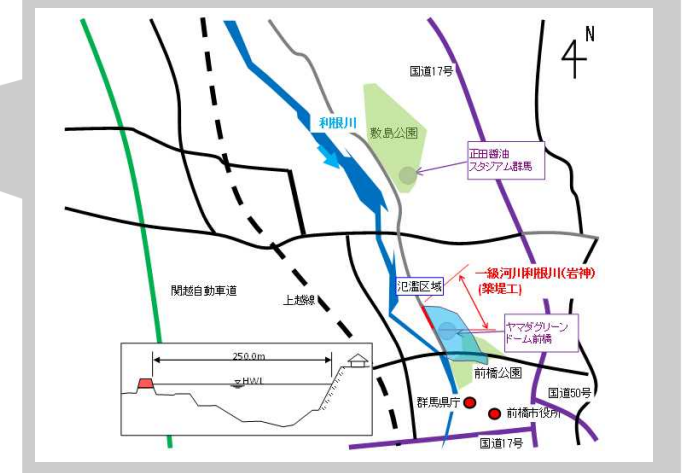 N
国道17号
利根川
敷島公園
正田醤油
スタジアム群馬
一級河川利根川(岩神)
(築堤工)
氾濫区域
関越自動車道
上越線
ヤマダグリーン
ドーム前橋
250.0m
HWL
前橋公園
国道50号
群馬県庁
前橋市役所
国道17号